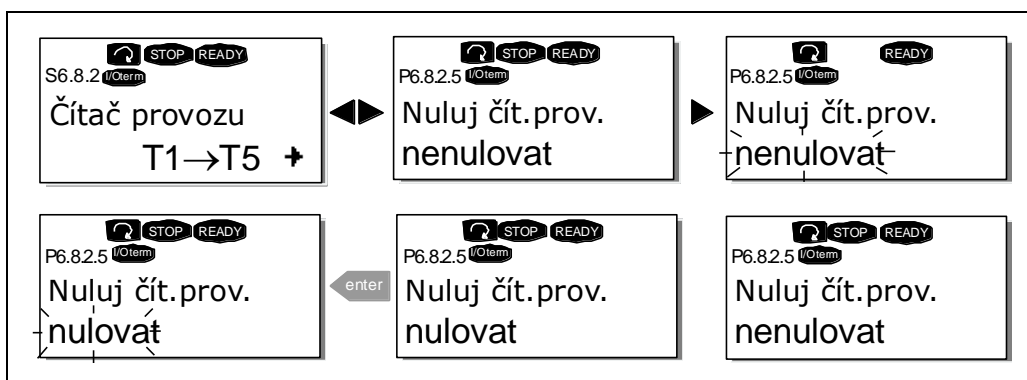 STOP READY
S6.8.2 I/Oterm
Čítač provozu
T1→T5
STOP READY
P6.8.2.5 I/Oterm
Nuluj čít.prov.
nenulovat
READY
P6.8.2.5 I/Oterm
Nuluj čít.prov.
nenulovat
STOP READY
P6.8.2.5 I/Oterm
Nuluj čít.prov.
nulovat
enter
STOP READY
P6.8.2.5 I/Oterm
Nuluj čít.prov.
nulovat
STOP READY
P6.8.2.5 I/Oterm
Nuluj čít.prov.
nenulovat